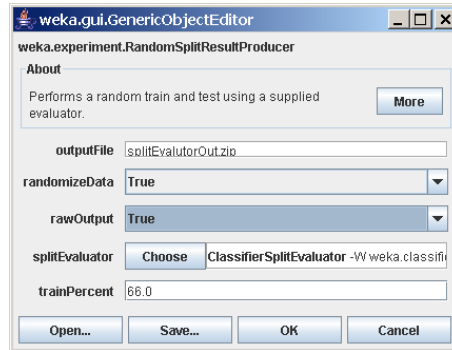 weka.gui.GenericObjectEditor
weka.experiment.RandomSplitResultProducer
About
Performs a random train and test using a supplied
evaluator.
More
outputFile splitEvalutorOut.zip
randomizeData True
rawOutput True
splitEvaluator Choose ClassifierSplitEvaluator -W weka.classifi
trainPercent 66.0
Open... Save... OK Cancel